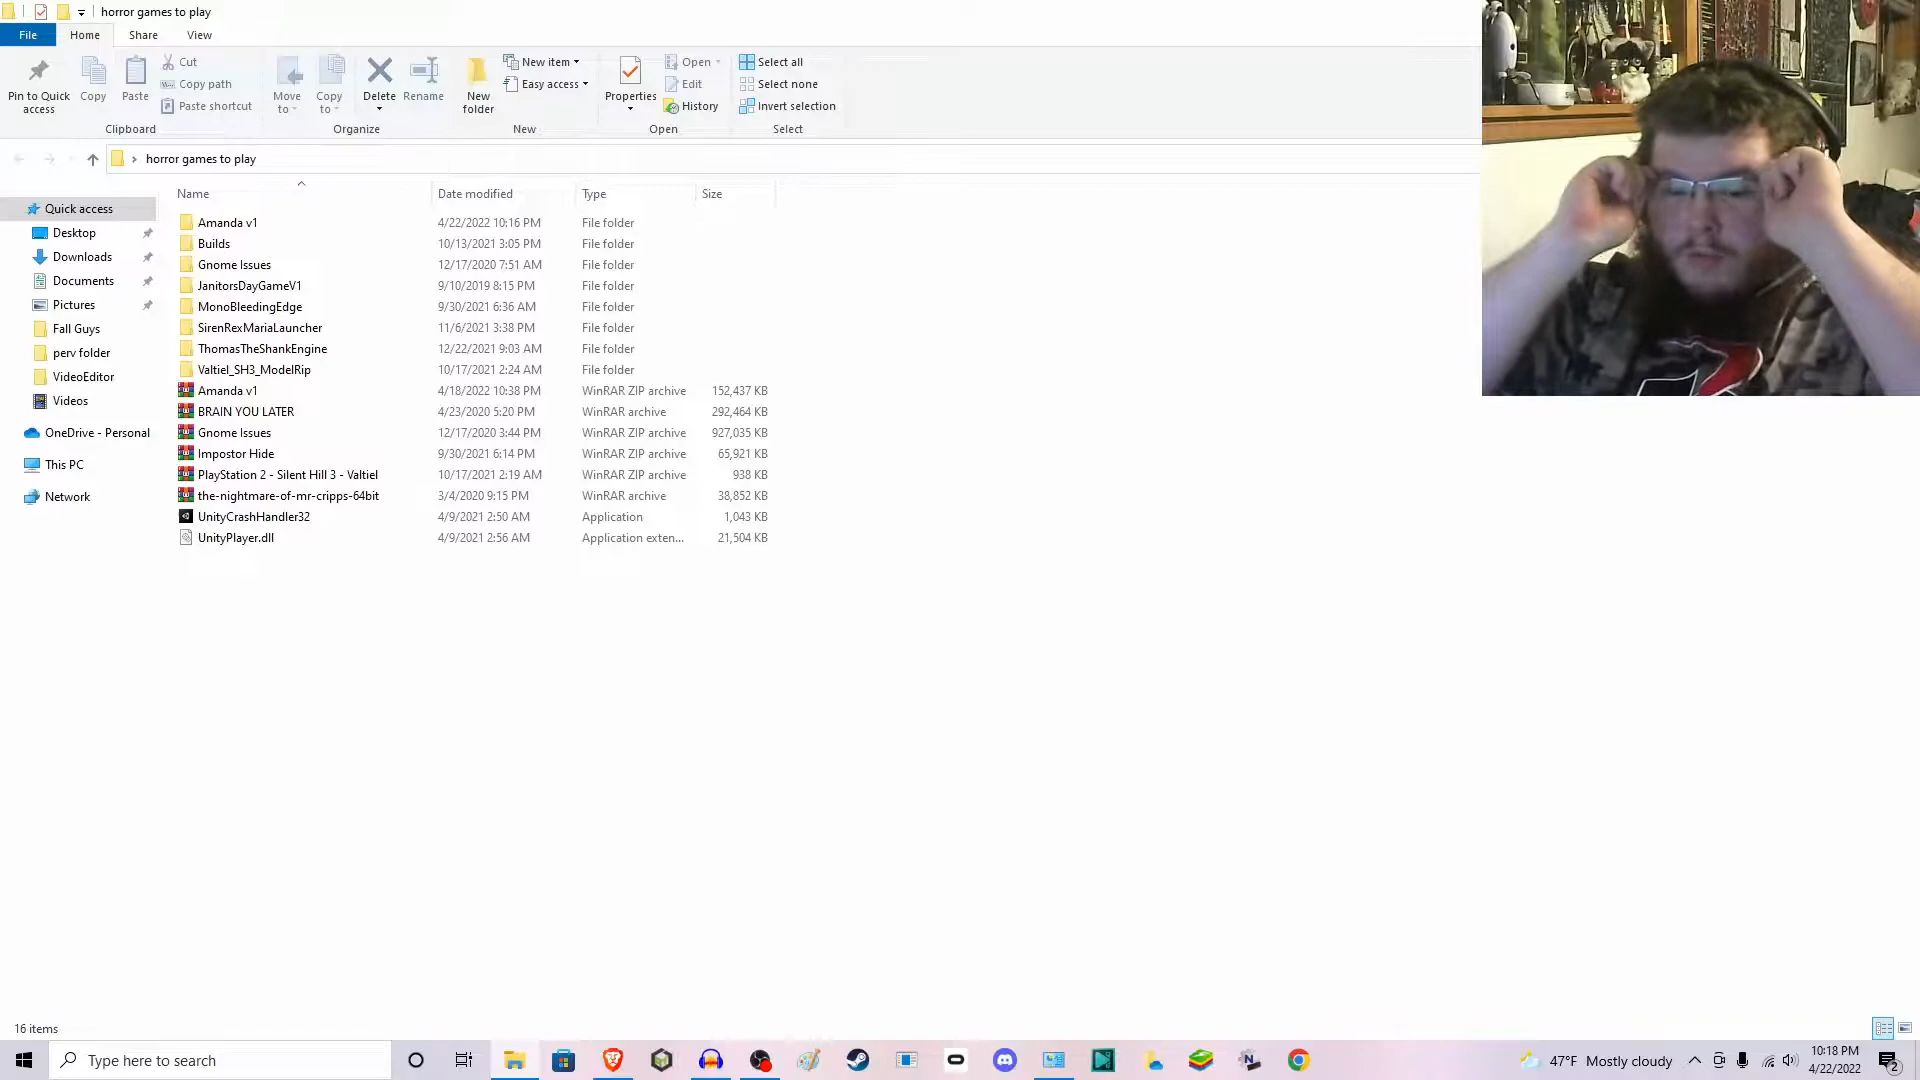 horror games to play
File Home Share View
Pin to Quick access
Copy
Paste
Cut
Copy path
Paste shortcut
Move to
Copy to
Delete
Rename
New folder
New item
Easy access
Properties
Open
Edit
History
Select all
Select none
Invert selection
Clipboard Organize New Open Select
horror games to play
Name Date modified Type Size
Quick access
Desktop
Downloads
Documents
Pictures
Fall Guys
perv folder
VideoEditor
Videos
OneDrive - Personal
This PC
Network
Amanda v1 4/22/2022 10:16 PM File folder
Builds 10/13/2021 3:05 PM File folder
Gnome Issues 12/17/2020 7:51 AM File folder
JanitorsDayGameV1 9/10/2019 8:15 PM File folder
MonoBleedingEdge 9/30/2021 6:36 AM File folder
SirenRexMariaLauncher 11/6/2021 3:38 PM File folder
ThomasTheShankEngine 12/22/2021 9:03 AM File folder
Valtiel_SH3_ModelRip 10/17/2021 2:24 AM File folder
Amanda v1 4/18/2022 10:38 PM WinRAR ZIP archive 152,437 KB
BRAIN YOU LATER 4/23/2020 5:20 PM WinRAR archive 292,464 KB
Gnome Issues 12/17/2020 3:44 PM WinRAR ZIP archive 927,035 KB
Impostor Hide 9/30/2021 6:14 PM WinRAR ZIP archive 65,921 KB
PlayStation 2 - Silent Hill 3 - Valtiel 10/17/2021 2:19 AM WinRAR ZIP archive 938 KB
the-nightmare-of-mr-cripps-64bit 3/4/2020 9:15 PM WinRAR archive 38,852 KB
UnityCrashHandler32 4/9/2021 2:50 AM Application 1,043 KB
UnityPlayer.dll 4/9/2021 2:56 AM Application exten... 21,504 KB
16 items
Type here to search
47°F Mostly cloudy
10:18 PM
4/22/2022
2